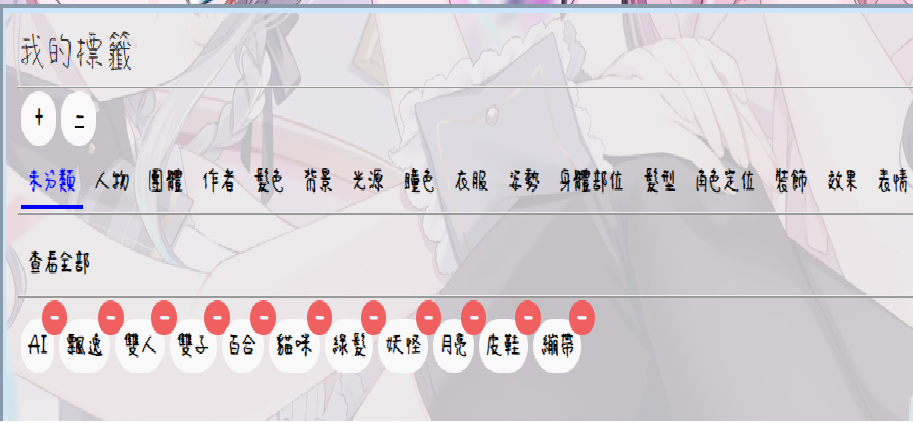 我的標籤
+ =
未分類 人物 團體 作者 髮色 背景 光源 瞳色 衣服 姿勢 身體部位 髮型 角色定位 裝飾 效果 表情
查看全部
- - - - - - - - - - -
AI 飄逸 雙人 雙子 百合 貓咪 綠髮 妖怪 月亮 皮鞋 繃帶